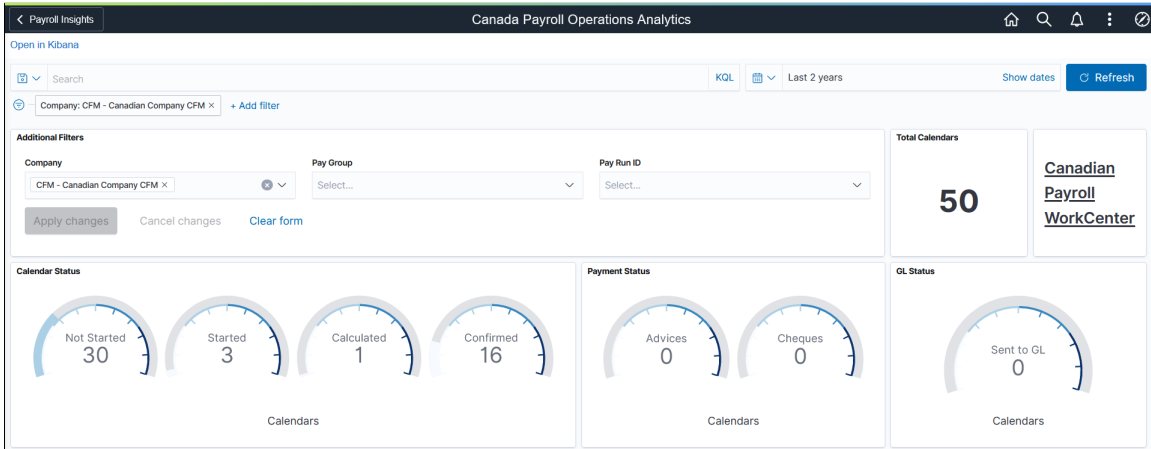 Payroll Insights
Canada Payroll Operations Analytics
Open in Kibana
Search
KQL
Last 2 years
Show dates
Refresh
Company: CFM - Canadian Company CFM ×
+ Add filter
Additional Filters
Company
Pay Group
Pay Run ID
CFM - Canadian Company CFM ×
Select...
Select...
Apply changes
Cancel changes
Clear form
Total Calendars
50
Canadian
Payroll
WorkCenter
Calendar Status
Not Started
30
Started
3
Calculated
1
Confirmed
16
Calendars
Payment Status
Advices
0
Cheques
0
Calendars
GL Status
Sent to GL
0
Calendars